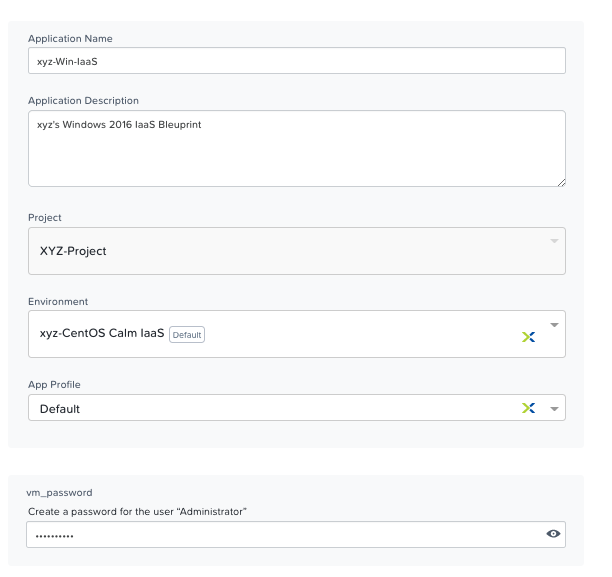 Application Name
xyz-Win-IaaS
Application Description
xyz's Windows 2016 IaaS Bleuprint
Project
XYZ-Project
Environment
xyz-CentOS Calm IaaS Default
App Profile
Default
vm_password
Create a password for the user “Administrator”
••••••••••